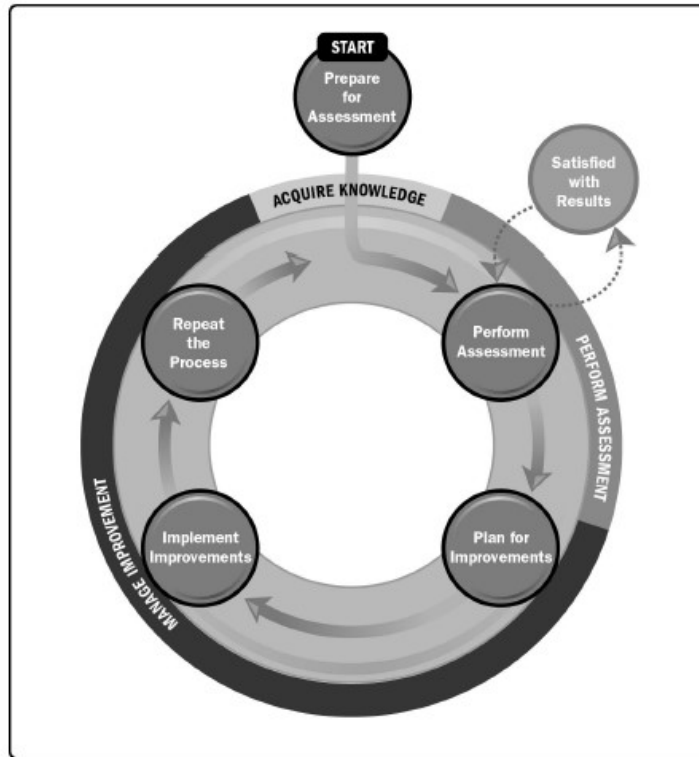 START
Prepare
for
Assessment
ACQUIRE KNOWLEDGE
Satisfied
with
Results
Repeat
the
Process
Perform
Assessment
PERFORM ASSESSMENT
Implement
Improvements
Plan for
Improvements
MANAGE IMPROVEMENT